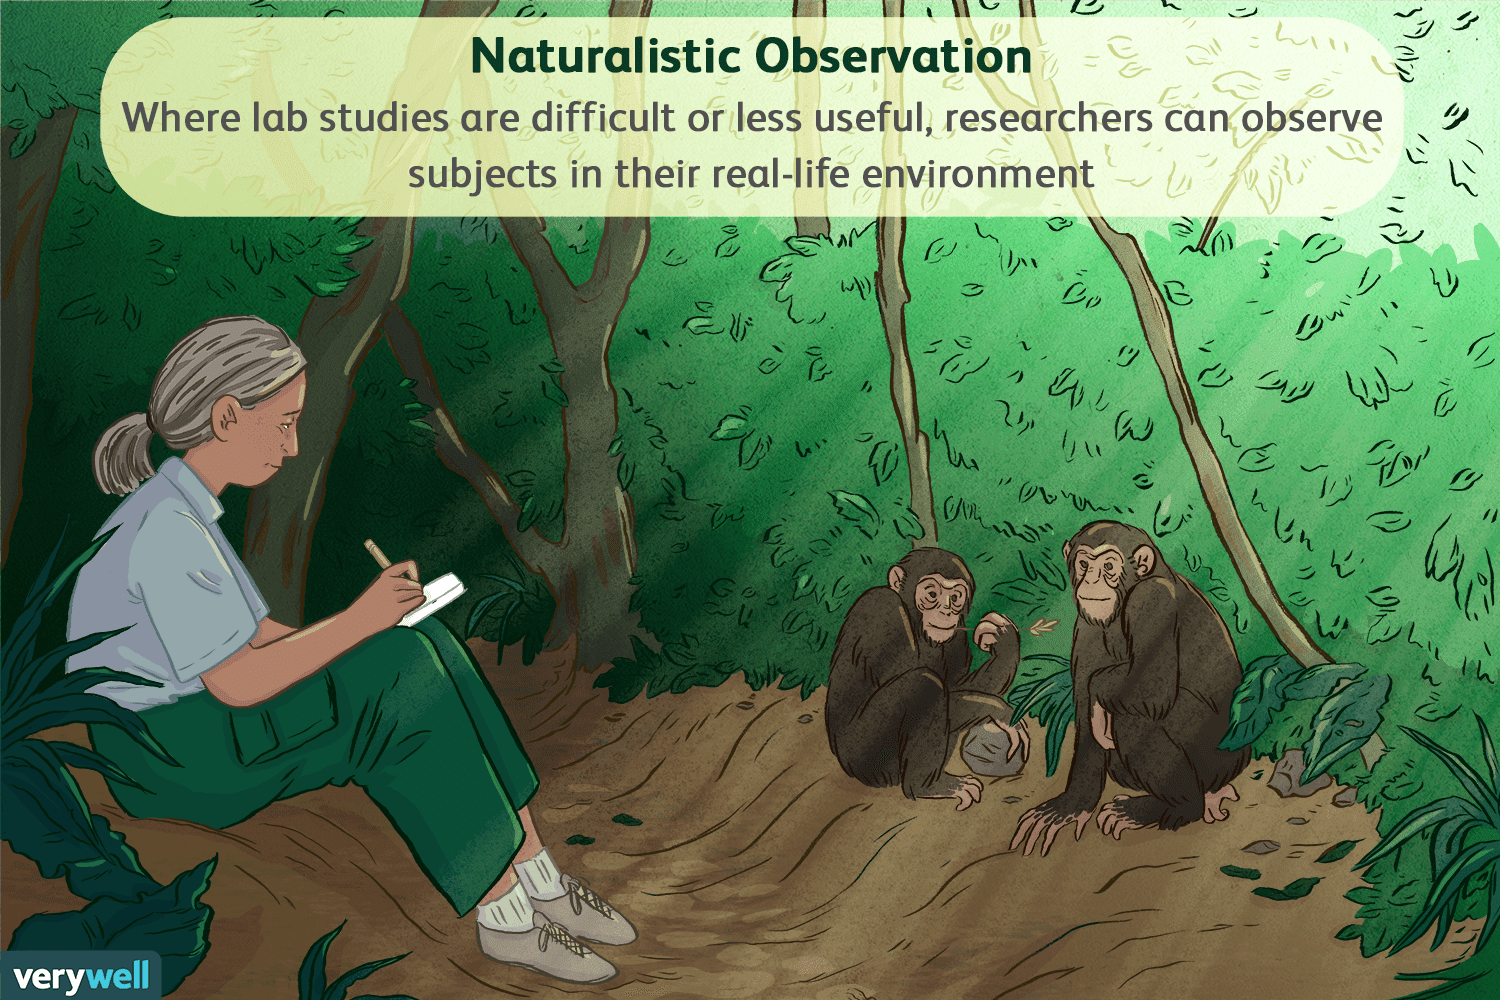 Naturalistic Observation
Where lab studies are difficult or less useful, researchers can observe
subjects in their real-life environment
verywell